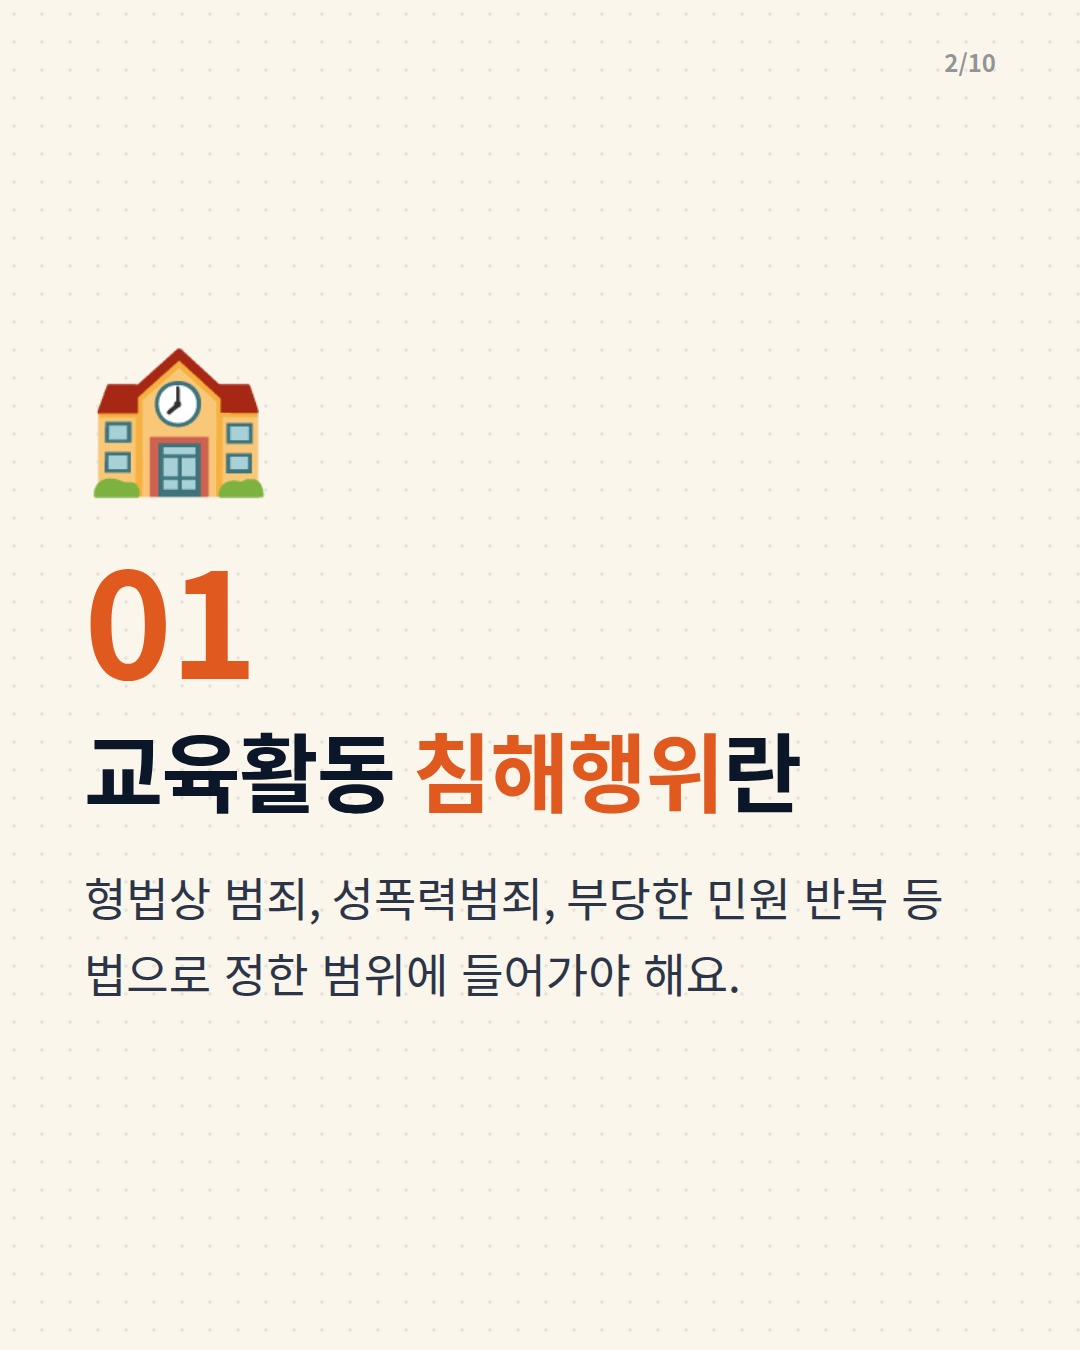 2/10
01
교육활동 침해행위란
형법상 범죄, 성폭력범죄, 부당한 민원 반복 등
법으로 정한 범위에 들어가야 해요.